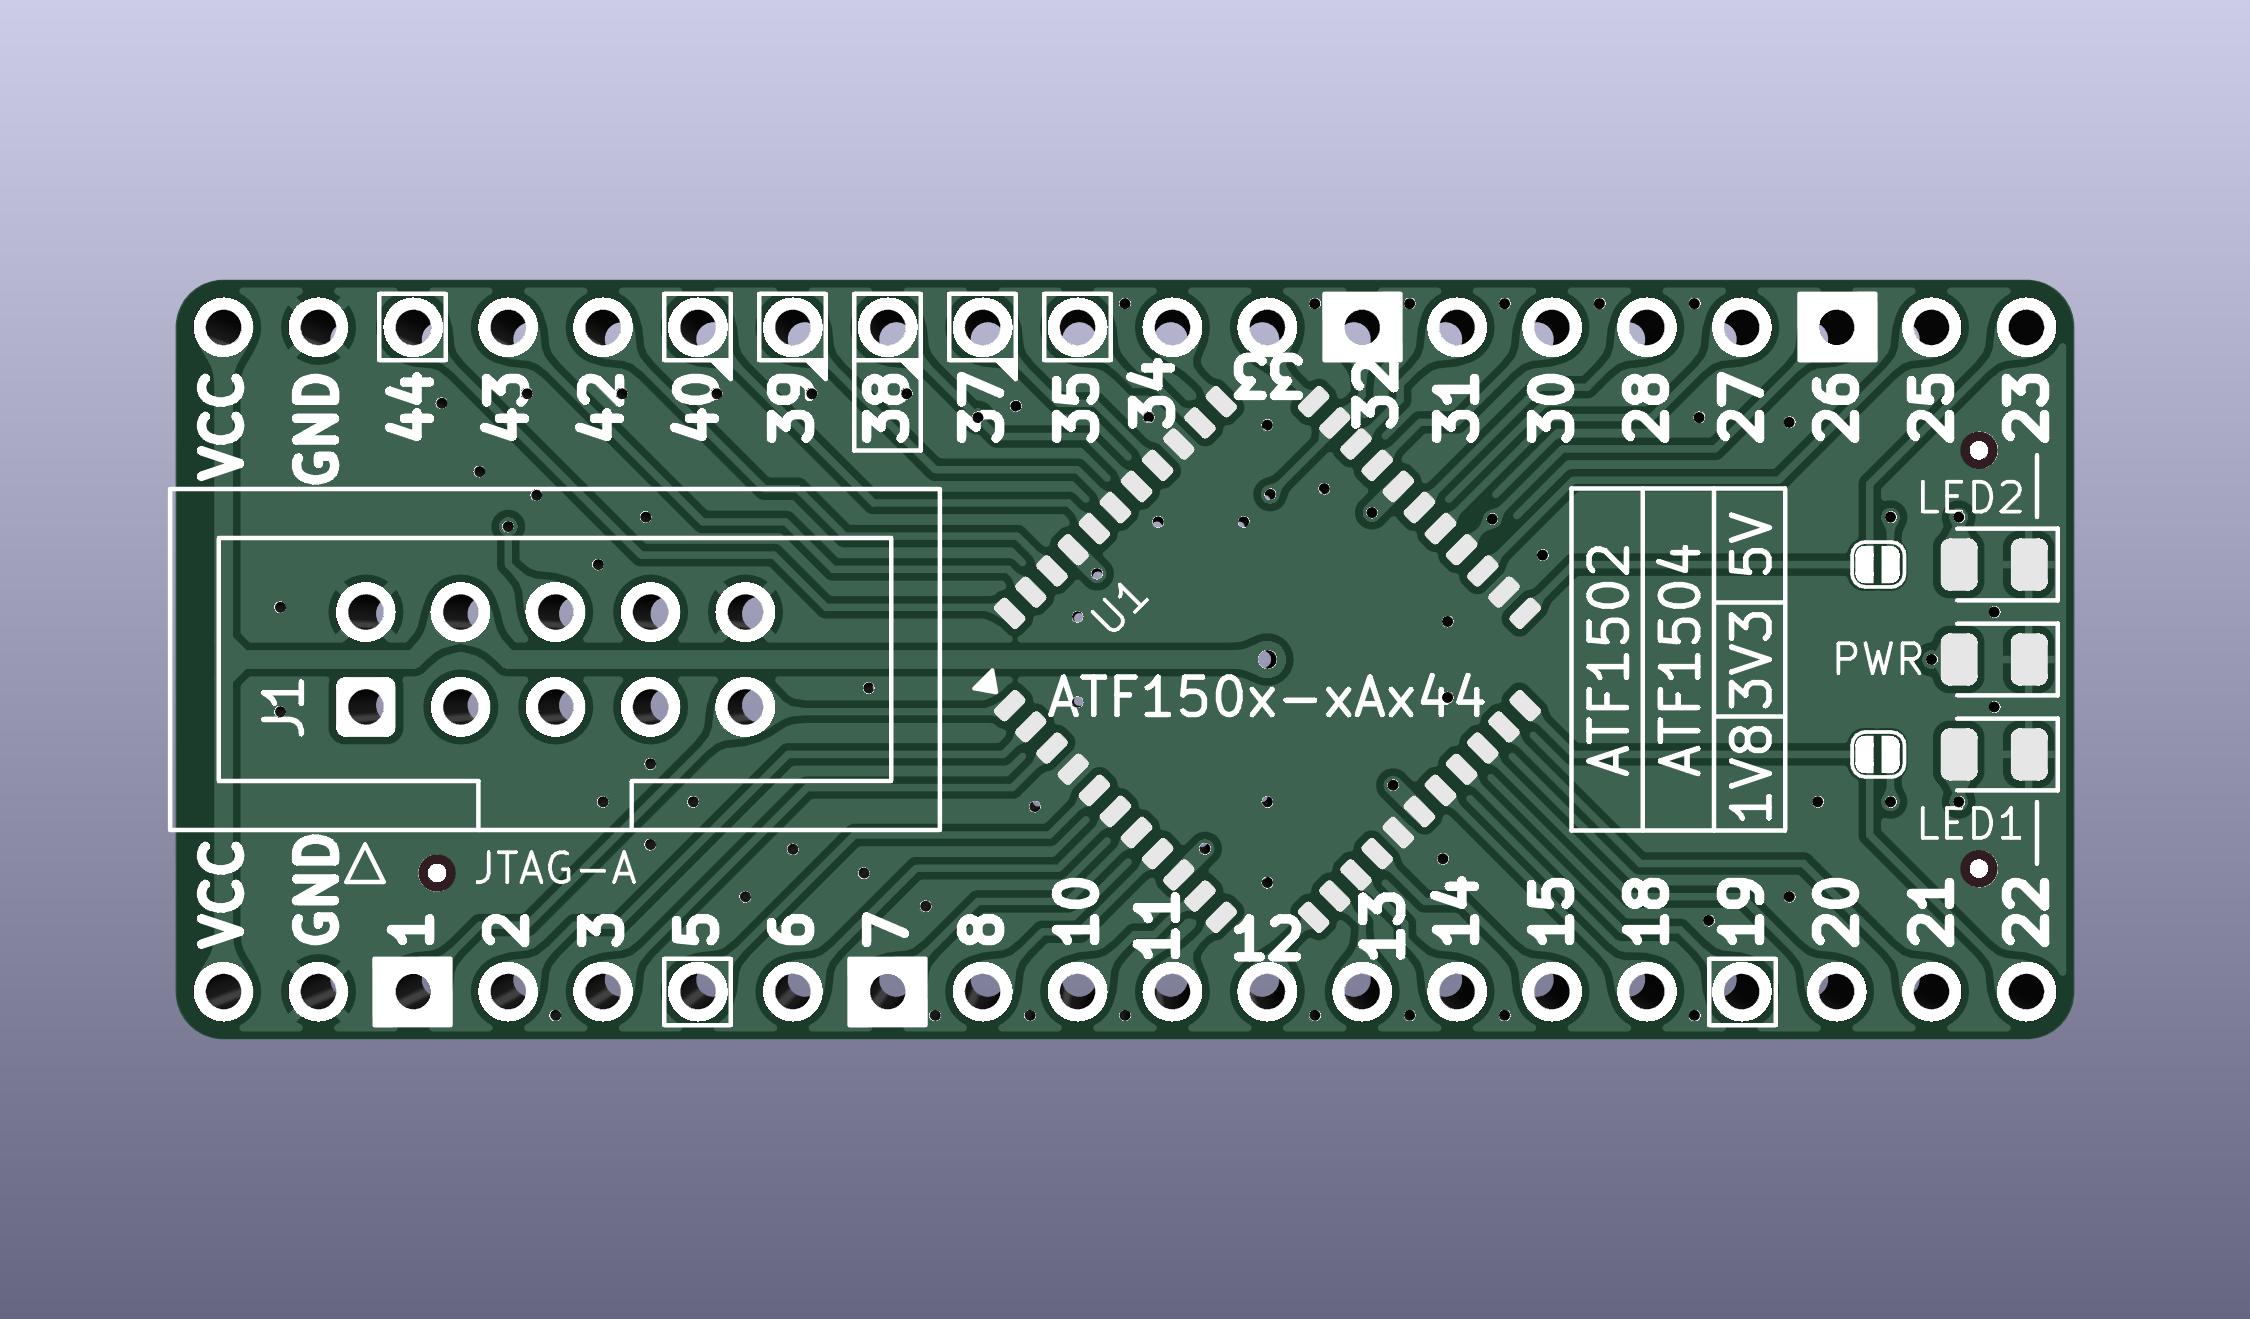 VCC GND 44 43 42 40 39 38 37 35 34 33 32 31 30 28 27 26 25 23
LED2
U1
ATF1502
ATF1504
1V8 3V3 5V
PWR
J1
ATF150x-xAx44
LED1
JTAG-A
VCC GND 1 2 3 5 6 7 8 10 11 12 13 14 15 18 19 20 21 22